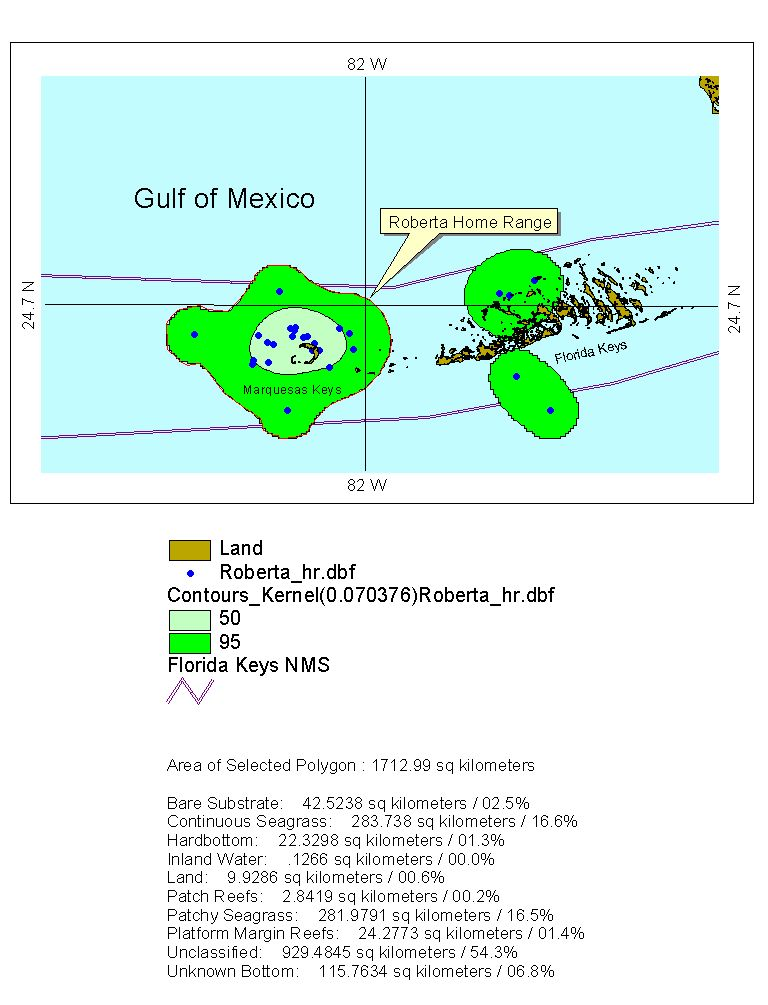 82 W
Gulf of Mexico
Roberta Home Range
24.7 N
24.7 N
Florida Keys
Marquesas Keys
82 W
Land
Roberta_hr.dbf
Contours_Kernel(0.070376)Roberta_hr.dbf
50
95
Florida Keys NMS
Area of Selected Polygon : 1712.99 sq kilometers
Bare Substrate: 42.5238 sq kilometers / 02.5%
Continuous Seagrass: 283.738 sq kilometers / 16.6%
Hardbottom: 22.3298 sq kilometers / 01.3%
Inland Water: .1266 sq kilometers / 00.0%
Land: 9.9286 sq kilometers / 00.6%
Patch Reefs: 2.8419 sq kilometers / 00.2%
Patchy Seagrass: 281.9791 sq kilometers / 16.5%
Platform Margin Reefs: 24.2773 sq kilometers / 01.4%
Unclassified: 929.4845 sq kilometers / 54.3%
Unknown Bottom: 115.7634 sq kilometers / 06.8%